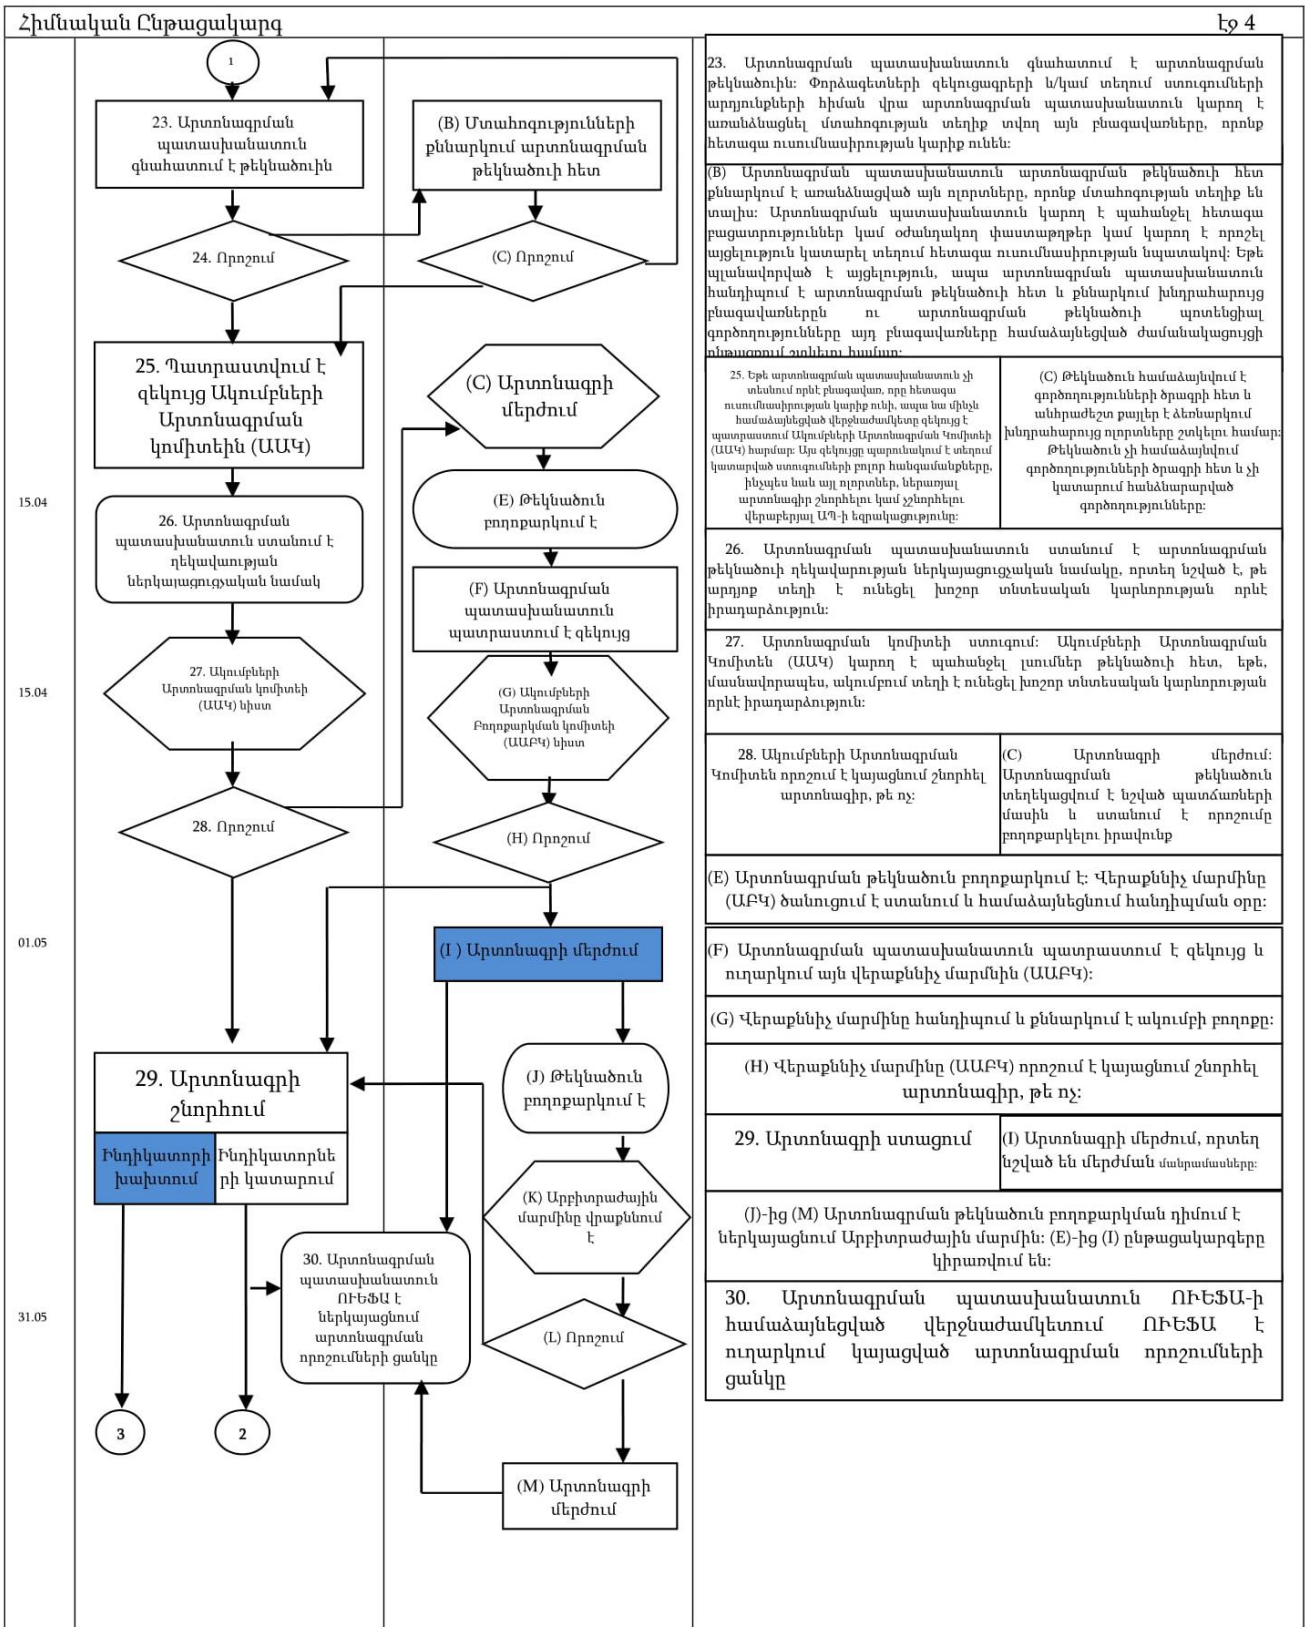 Հիմնական Ընթացակարգ
էջ 4
1
23. Արտոնագրման
պատասխանատուն
գնահատում է թեկնածուին
(B) Մտահոգությունների
քննարկում արտոնագրման
թեկնածուի հետ
24. Որոշում
(C) Որոշում
25. Պատրաստվում է
զեկույց Ակումբների
Արտոնագրման
կոմիտեին (ԱԱԿ)
(C) Արտոնագրի
մերժում
(E) Թեկնածուն
բողոքարկում է
15.04
26. Արտոնագրման
պատասխանատուն ստանում է
ղեկավաության
ներկայացուցչական նամակ
(F) Արտոնագրման
պատասխանատուն
պատրաստում է զեկույց
15.04
27. Ակումբների
Արտոնագրման կոմիտեի
(ԱԱԿ) նիստ
(G) Ակումբների
Արտոնագրման
Բողոքարկման կոմիտեի
(ԱԱԲԿ) նիստ
28. Որոշում
(H) Որոշում
01.05
(I ) Արտոնագրի մերժում
29. Արտոնագրի
շնորհում
Ինդիկատորի
խախտում
Ինդիկատորնե
րի կատարում
(J) Թեկնածուն
բողոքարկում է
(K) Արբիտրաժային
մարմինը վրաքննում
է
31.05
30. Արտոնագրման
պատասխանատուն
ՈՒԵՖԱ է
ներկայացնում
արտոնագրման
որոշումների ցանկը
(L) Որոշում
3
2
(M) Արտոնագրի
մերժում
23. Արտոնագրման պատասխանատուն գնահատում է արտոնագրման
թեկնածուին: Փորձագետների զեկուցագրերի և/կամ տեղում ստուգումների
արդյունքների հիման վրա արտոնագրման պատասխանատուն կարող է
առանձնացնել մտահոգության տեղիք տվող այն բնագավառները, որոնք
հետագա ուսումնասիրության կարիք ունեն:
(B) Արտոնագրման պատասխանատուն արտոնագրման թեկնածուի հետ
քննարկում է առանձնացված այն ոլորտները, որոնք մտահոգության տեղիք են
տալիս: Արտոնագրման պատասխանատուն կարող է պահանջել հետագա
բացատրություններ կամ օժանդակող փաստաթղթեր կամ կարող է որոշել
այցելություն կատարել տեղում հետագա ուսումնասիրության նպատակով: Եթե
պլանավորված է այցելություն, ապա արտոնագրման պատասխանատուն
հանդիպում է արտոնագրման թեկնածուի հետ և քննարկում խնդրահարույց
բնագավառներըն ու արտոնագրման թեկնածուի պոտենցիալ
գործողությունները այդ բնագավառները համաձայնեցված ժամանակացույցի
ընթացքում շտկելու համար:
25. Եթե արտոնագրման պատասխանատուն չի
տեսնում որևէ բնագավառ, որը հետագա
ուսումնասիրության կարիք ունի, ապա նա մինչև
համաձայնեցված վերջնաժամկետը զեկույց է
պատրաստում Ակումբների Արտոնագրման Կոմիտեի
(ԱԱԿ) հարմար: Այս զեկույցը պարունակում է տեղում
կատարված ստուգումների բոլոր հանգամանքները,
ինչպես նաև այլ ոլորտներ, ներառյալ
արտոնագիր շնորհելու կամ չշնորհելու
վերաբերյալ ԱՊ-ի եզրակացությունը:
(C) Թեկնածուն համաձայնվում է
գործողությունների ծրագրի հետ և
անհրաժեշտ քայլեր է ձեռնարկում
խնդրահարույց ոլորտները շտկելու համար:
Թեկնածուն չի համաձայնվում
գործողությունների ծրագրի հետ և չի
կատարում հանձնարարված
գործողությունները:
26. Արտոնագրման պատասխանատուն ստանում է արտոնագրման
թեկնածուի ղեկավարության ներկայացուցչական նամակը, որտեղ նշված է, թե
արդյոք տեղի է ունեցել խոշոր տնտեսական կարևորության որևէ
իրադարձություն:
27. Արտոնագրման կոմիտեի ստուգում: Ակումբների Արտոնագրման
Կոմիտեն (ԱԱԿ) կարող է պահանջել լսումներ թեկնածուի հետ, եթե,
մասնավորապես, ակումբում տեղի է ունեցել խոշոր տնտեսական կարևորության
որևէ իրադարձություն:
28. Ակումբների Արտոնագրման
Կոմիտեն որոշում է կայացնում շնորհել
արտոնագիր, թե ոչ:
(C) Արտոնագրի մերժում:
Արտոնագրման թեկնածուն
տեղեկացվում է նշված պատճառների
մասին և ստանում է որոշումը
բողոքարկելու իրավունք
(E) Արտոնագրման թեկնածուն բողոքարկում է: Վերաքննիչ մարմինը
(ԱԲԿ) ծանուցում է ստանում և համաձայնեցնում հանդիպման օրը:
(F) Արտոնագրման պատասխանատուն պատրաստում է զեկույց և
ուղարկում այն վերաքննիչ մարմնին (ԱԱԲԿ):
(G) Վերաքննիչ մարմինը հանդիպում և քննարկում է ակումբի բողոքը:
(H) Վերաքննիչ մարմինը (ԱԱԲԿ) որոշում է կայացնում շնորհել
արտոնագիր, թե ոչ:
29. Արտոնագրի ստացում
(I) Արտոնագրի մերժում, որտեղ
նշված են մերժման մանրամասները:
(J)-ից (M) Արտոնագրման թեկնածուն բողոքարկման դիմում է
ներկայացնում Արբիտրաժային մարմին: (E)-ից (I) ընթացակարգերը
կիրառվում են:
30. Արտոնագրման պատասխանատուն ՈՒԵՖԱ-ի
համաձայնեցված վերջնաժամկետում ՈՒԵՖԱ է
ուղարկում կայացված արտոնագրման որոշումների
ցանկը